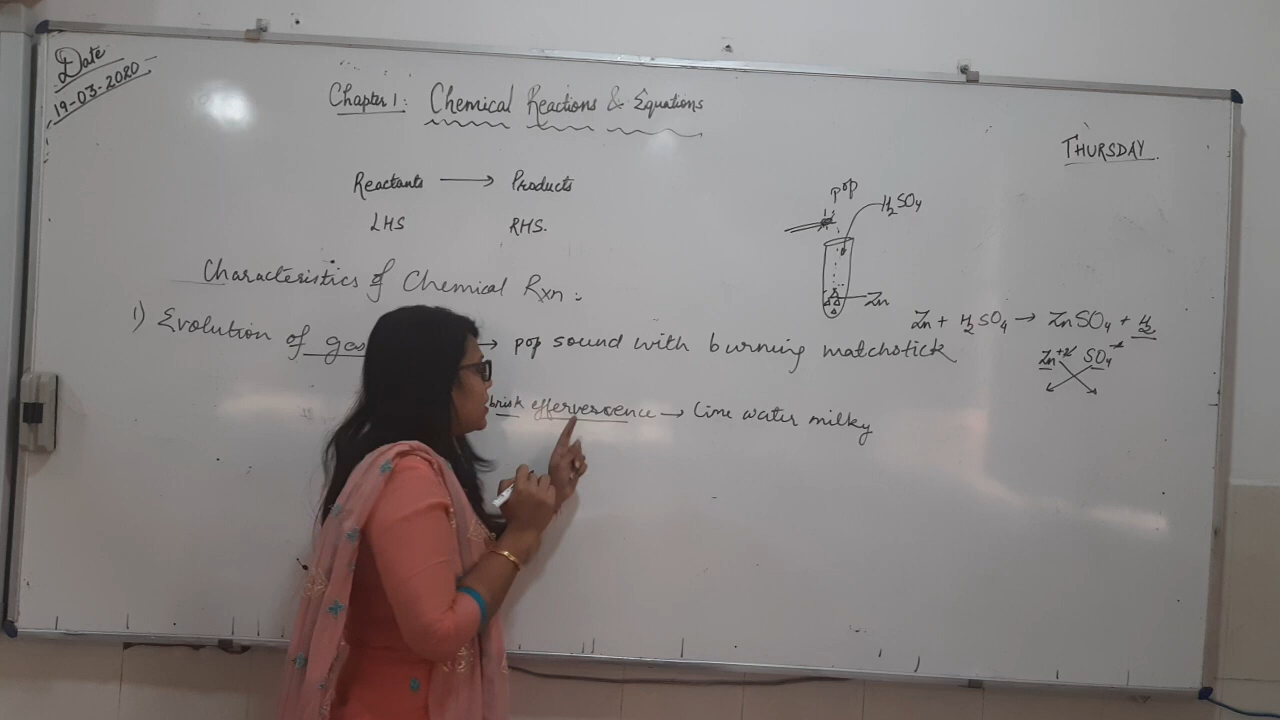 Date
19-03-2020
Chapter 1: Chemical Reactions & Equations
THURSDAY
Reactants → Products
LHS RHS.
pop
H2SO4
Zn
Characteristics of Chemical Rxn:
Zn + H2SO4 → ZnSO4 + H2
1) Evolution of gas → pop sound with burning matchstick
Zn+2 SO4-2
brisk effervescence → lime water milky